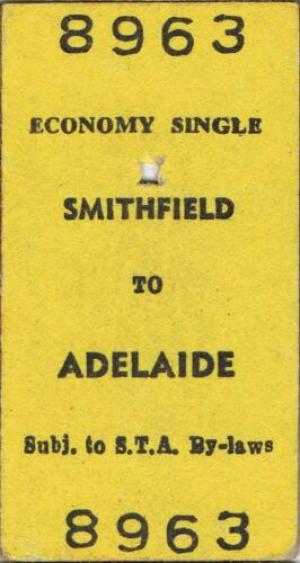 8963
ECONOMY SINGLE
SMITHFIELD
TO
ADELAIDE
Subj. to S.T.A. By-laws
8963